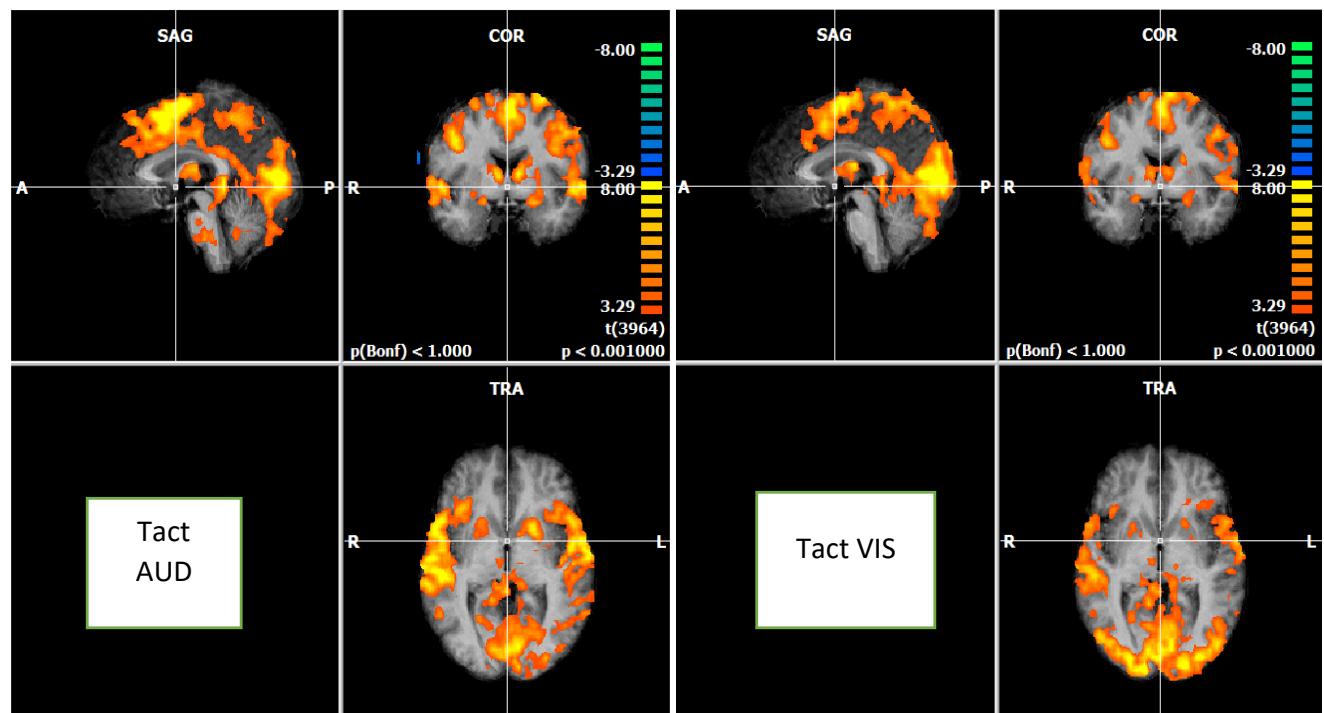 SAG
COR
-8.00
-3.29
8.00
3.29
t(3964)
p(Bonf) < 1.000
p < 0.001000
A
P
R
TRA
R
L
Tact
AUD
SAG
COR
-8.00
-3.29
8.00
3.29
t(3964)
p(Bonf) < 1.000
p < 0.001000
A
P
R
TRA
R
L
Tact VIS